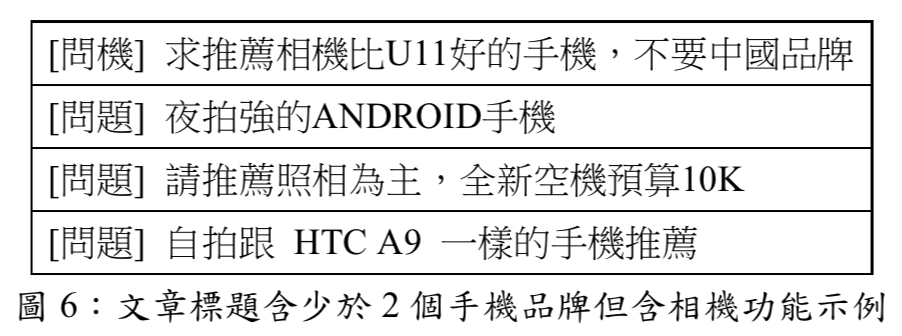 [問機] 求推薦相機比U11好的手機，不要中國品牌
[問題] 夜拍強的ANDROID手機
[問題] 請推薦照相為主，全新空機預算10K
[問題] 自拍跟 HTC A9 一樣的手機推薦
圖 6：文章標題含少於 2 個手機品牌但含相機功能示例